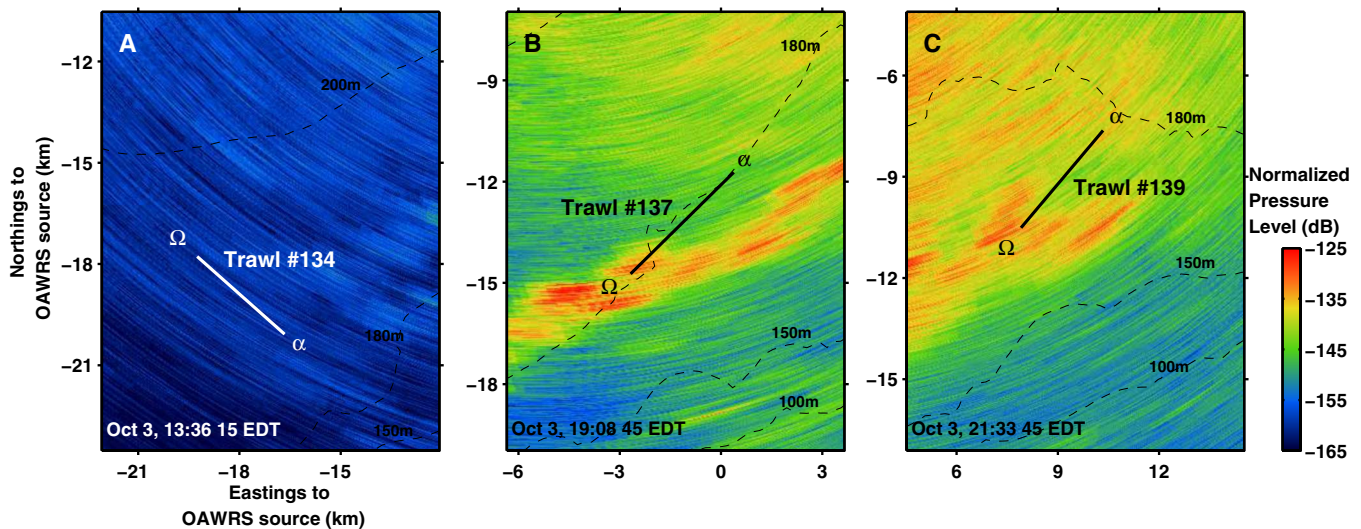 A
200m
Ω
Trawl #134
α
180m
150m
Oct 3, 13:36 15 EDT
−12
−15
−18
−21
−21
−18
−15
Northings to
OAWRS source (km)
Eastings to
OAWRS source (km)
B
180m
α
Trawl #137
Ω
150m
100m
Oct 3, 19:08 45 EDT
−9
−12
−15
−18
−6
−3
0
3
C
α
180m
Trawl #139
Ω
150m
100m
Oct 3, 21:33 45 EDT
−6
−9
−12
−15
6
9
12
Normalized
Pressure
Level (dB)
−125
−135
−145
−155
−165